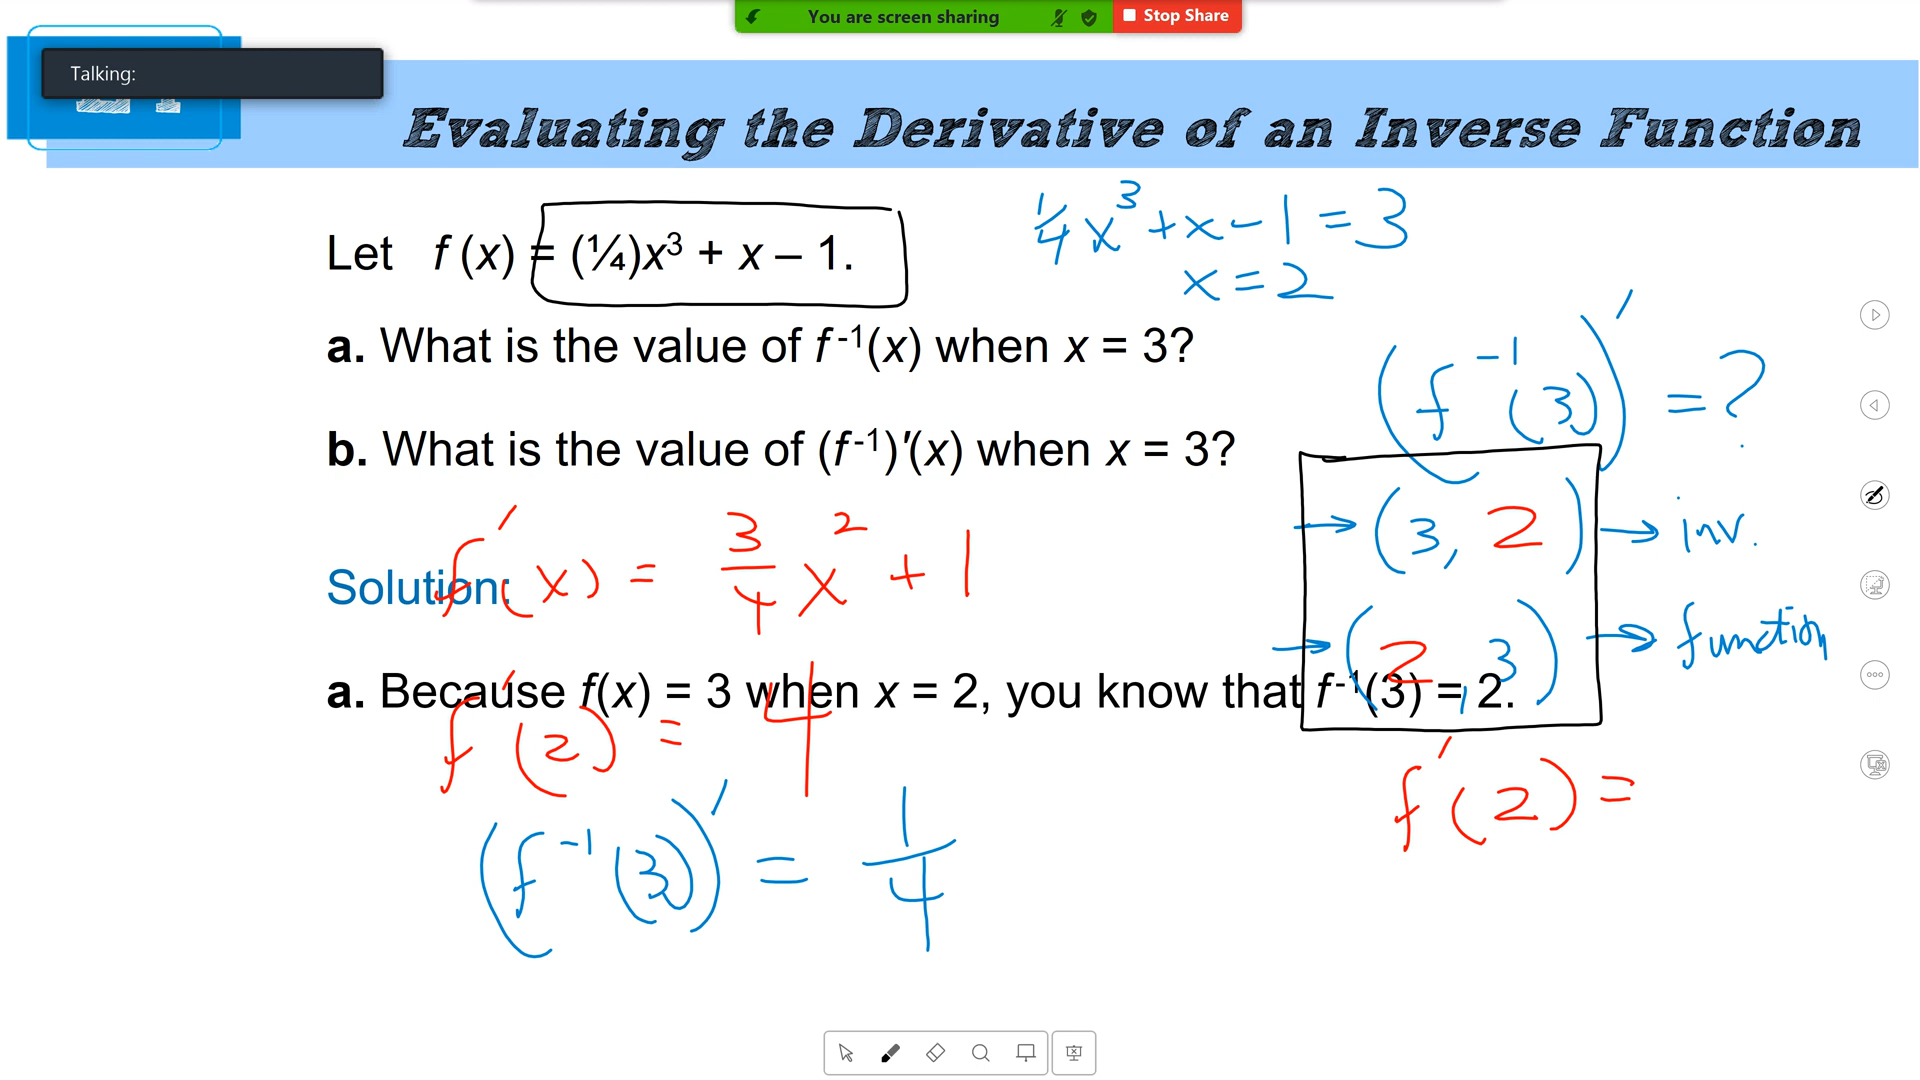 You are screen sharing
Stop Share
Talking:
Evaluating the Derivative of an Inverse Function
Let f (x) = (¼)x³ + x – 1.
1/4 x³ + x – 1 = 3
x = 2
a. What is the value of f⁻¹(x) when x = 3?
(f⁻¹(3))′ = ?
b. What is the value of (f⁻¹)′(x) when x = 3?
→ (3, 2) → inv.
Solution:
f′(x) = 3/4 x² + 1
→ (2, 3) → function
a. Because f(x) = 3 when x = 2, you know that f⁻¹(3) = 2.
f′(2) = 4
f′(2) =
(f⁻¹(3))′ = 1/4